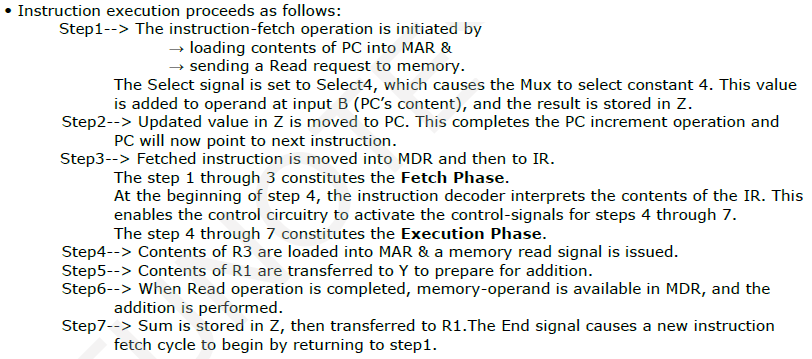 • Instruction execution proceeds as follows:
Step1--> The instruction-fetch operation is initiated by
→ loading contents of PC into MAR &
→ sending a Read request to memory.
The Select signal is set to Select4, which causes the Mux to select constant 4. This value
is added to operand at input B (PC's content), and the result is stored in Z.
Step2--> Updated value in Z is moved to PC. This completes the PC increment operation and
PC will now point to next instruction.
Step3--> Fetched instruction is moved into MDR and then to IR.
The step 1 through 3 constitutes the Fetch Phase.
At the beginning of step 4, the instruction decoder interprets the contents of the IR. This
enables the control circuitry to activate the control-signals for steps 4 through 7.
The step 4 through 7 constitutes the Execution Phase.
Step4--> Contents of R3 are loaded into MAR & a memory read signal is issued.
Step5--> Contents of R1 are transferred to Y to prepare for addition.
Step6--> When Read operation is completed, memory-operand is available in MDR, and the
addition is performed.
Step7--> Sum is stored in Z, then transferred to R1.The End signal causes a new instruction
fetch cycle to begin by returning to step1.